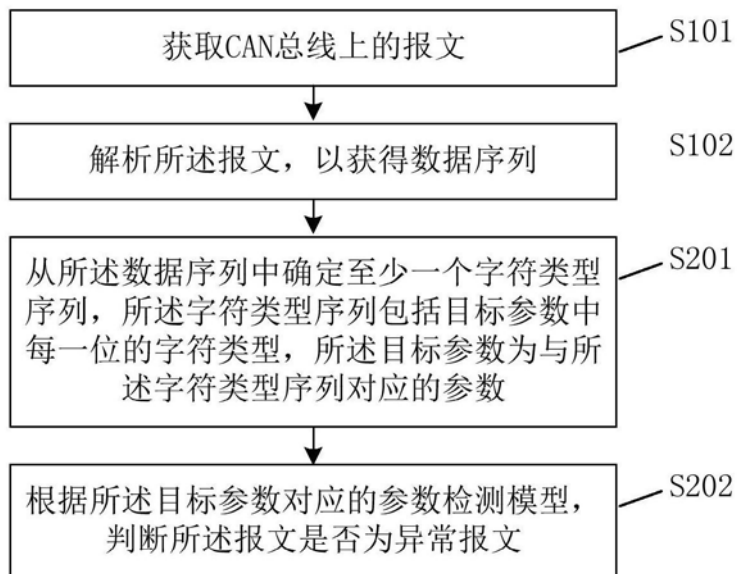 获取CAN总线上的报文
S101
解析所述报文，以获得数据序列
S102
从所述数据序列中确定至少一个字符类型
序列，所述字符类型序列包括目标参数中
每一位的字符类型，所述目标参数为与所
述字符类型序列对应的参数
S201
根据所述目标参数对应的参数检测模型，
判断所述报文是否为异常报文
S202